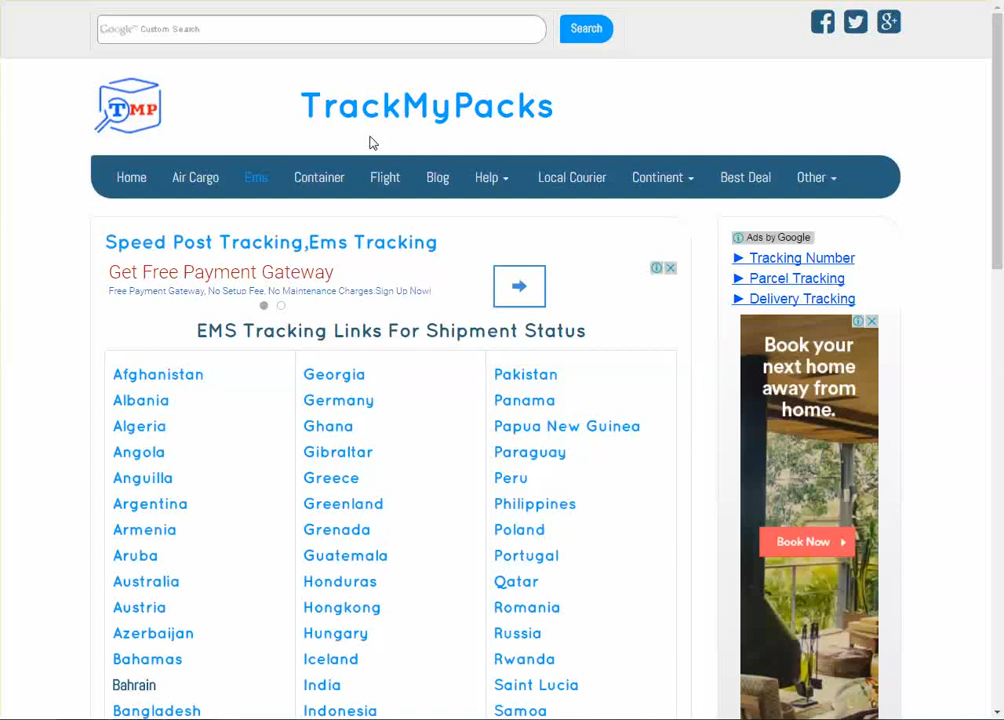 Google™ Custom Search
Search
TMP
TrackMyPacks
Home Air Cargo Ems Container Flight Blog Help Local Courier Continent Best Deal Other
Speed Post Tracking,Ems Tracking
Get Free Payment Gateway
Free Payment Gateway, No Setup Fee, No Maintenance Charges.Sign Up Now!
EMS Tracking Links For Shipment Status
Afghanistan
Albania
Algeria
Angola
Anguilla
Argentina
Armenia
Aruba
Australia
Austria
Azerbaijan
Bahamas
Bahrain
Bangladesh
Georgia
Germany
Ghana
Gibraltar
Greece
Greenland
Grenada
Guatemala
Honduras
Hongkong
Hungary
Iceland
India
Indonesia
Pakistan
Panama
Papua New Guinea
Paraguay
Peru
Philippines
Poland
Portugal
Qatar
Romania
Russia
Rwanda
Saint Lucia
Samoa
Ads by Google
► Tracking Number
► Parcel Tracking
► Delivery Tracking
Book your
next home
away from
home.
Book Now